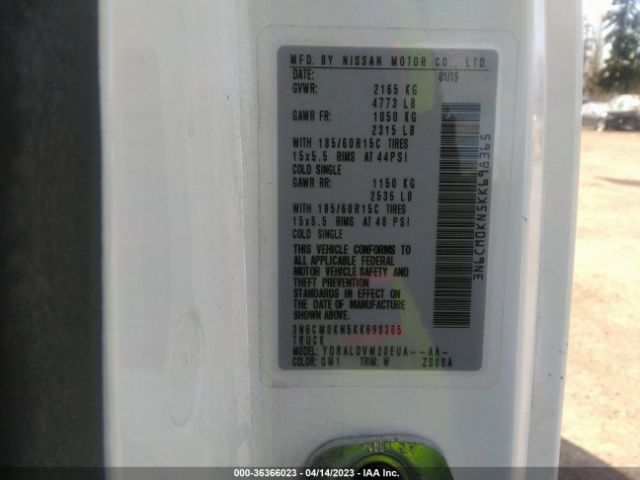 MFD. BY NISSAN MOTOR CO., LTD.
DATE: 01/19
GVWR: 2165 KG
4773 LB
GAWR FR: 1050 KG
2315 LB
WITH 185/60R15C TIRES
15x5.5 RIMS AT 44PSI
COLD SINGLE
GAWR RR: 1150 KG
2535 LB
WITH 185/60R15C TIRES
15x5.5 RIMS AT 48 PSI
COLD SINGLE
THIS VEHICLE CONFORMS TO
ALL APPLICABLE FEDERAL
MOTOR VEHICLE SAFETY AND
THEFT PREVENTION
STANDARDS IN EFFECT ON
THE DATE OF MANUFACTURE
SHOWN ABOVE.
3N6CM0KN5KK698365
TRUCK
MODEL: YDRALDVM20EUA--AA-
COLOR: QM1 TRIM: W
3N6CM0KN5KK698365
000-36366023 / 04/14/2023 / IAA Inc.